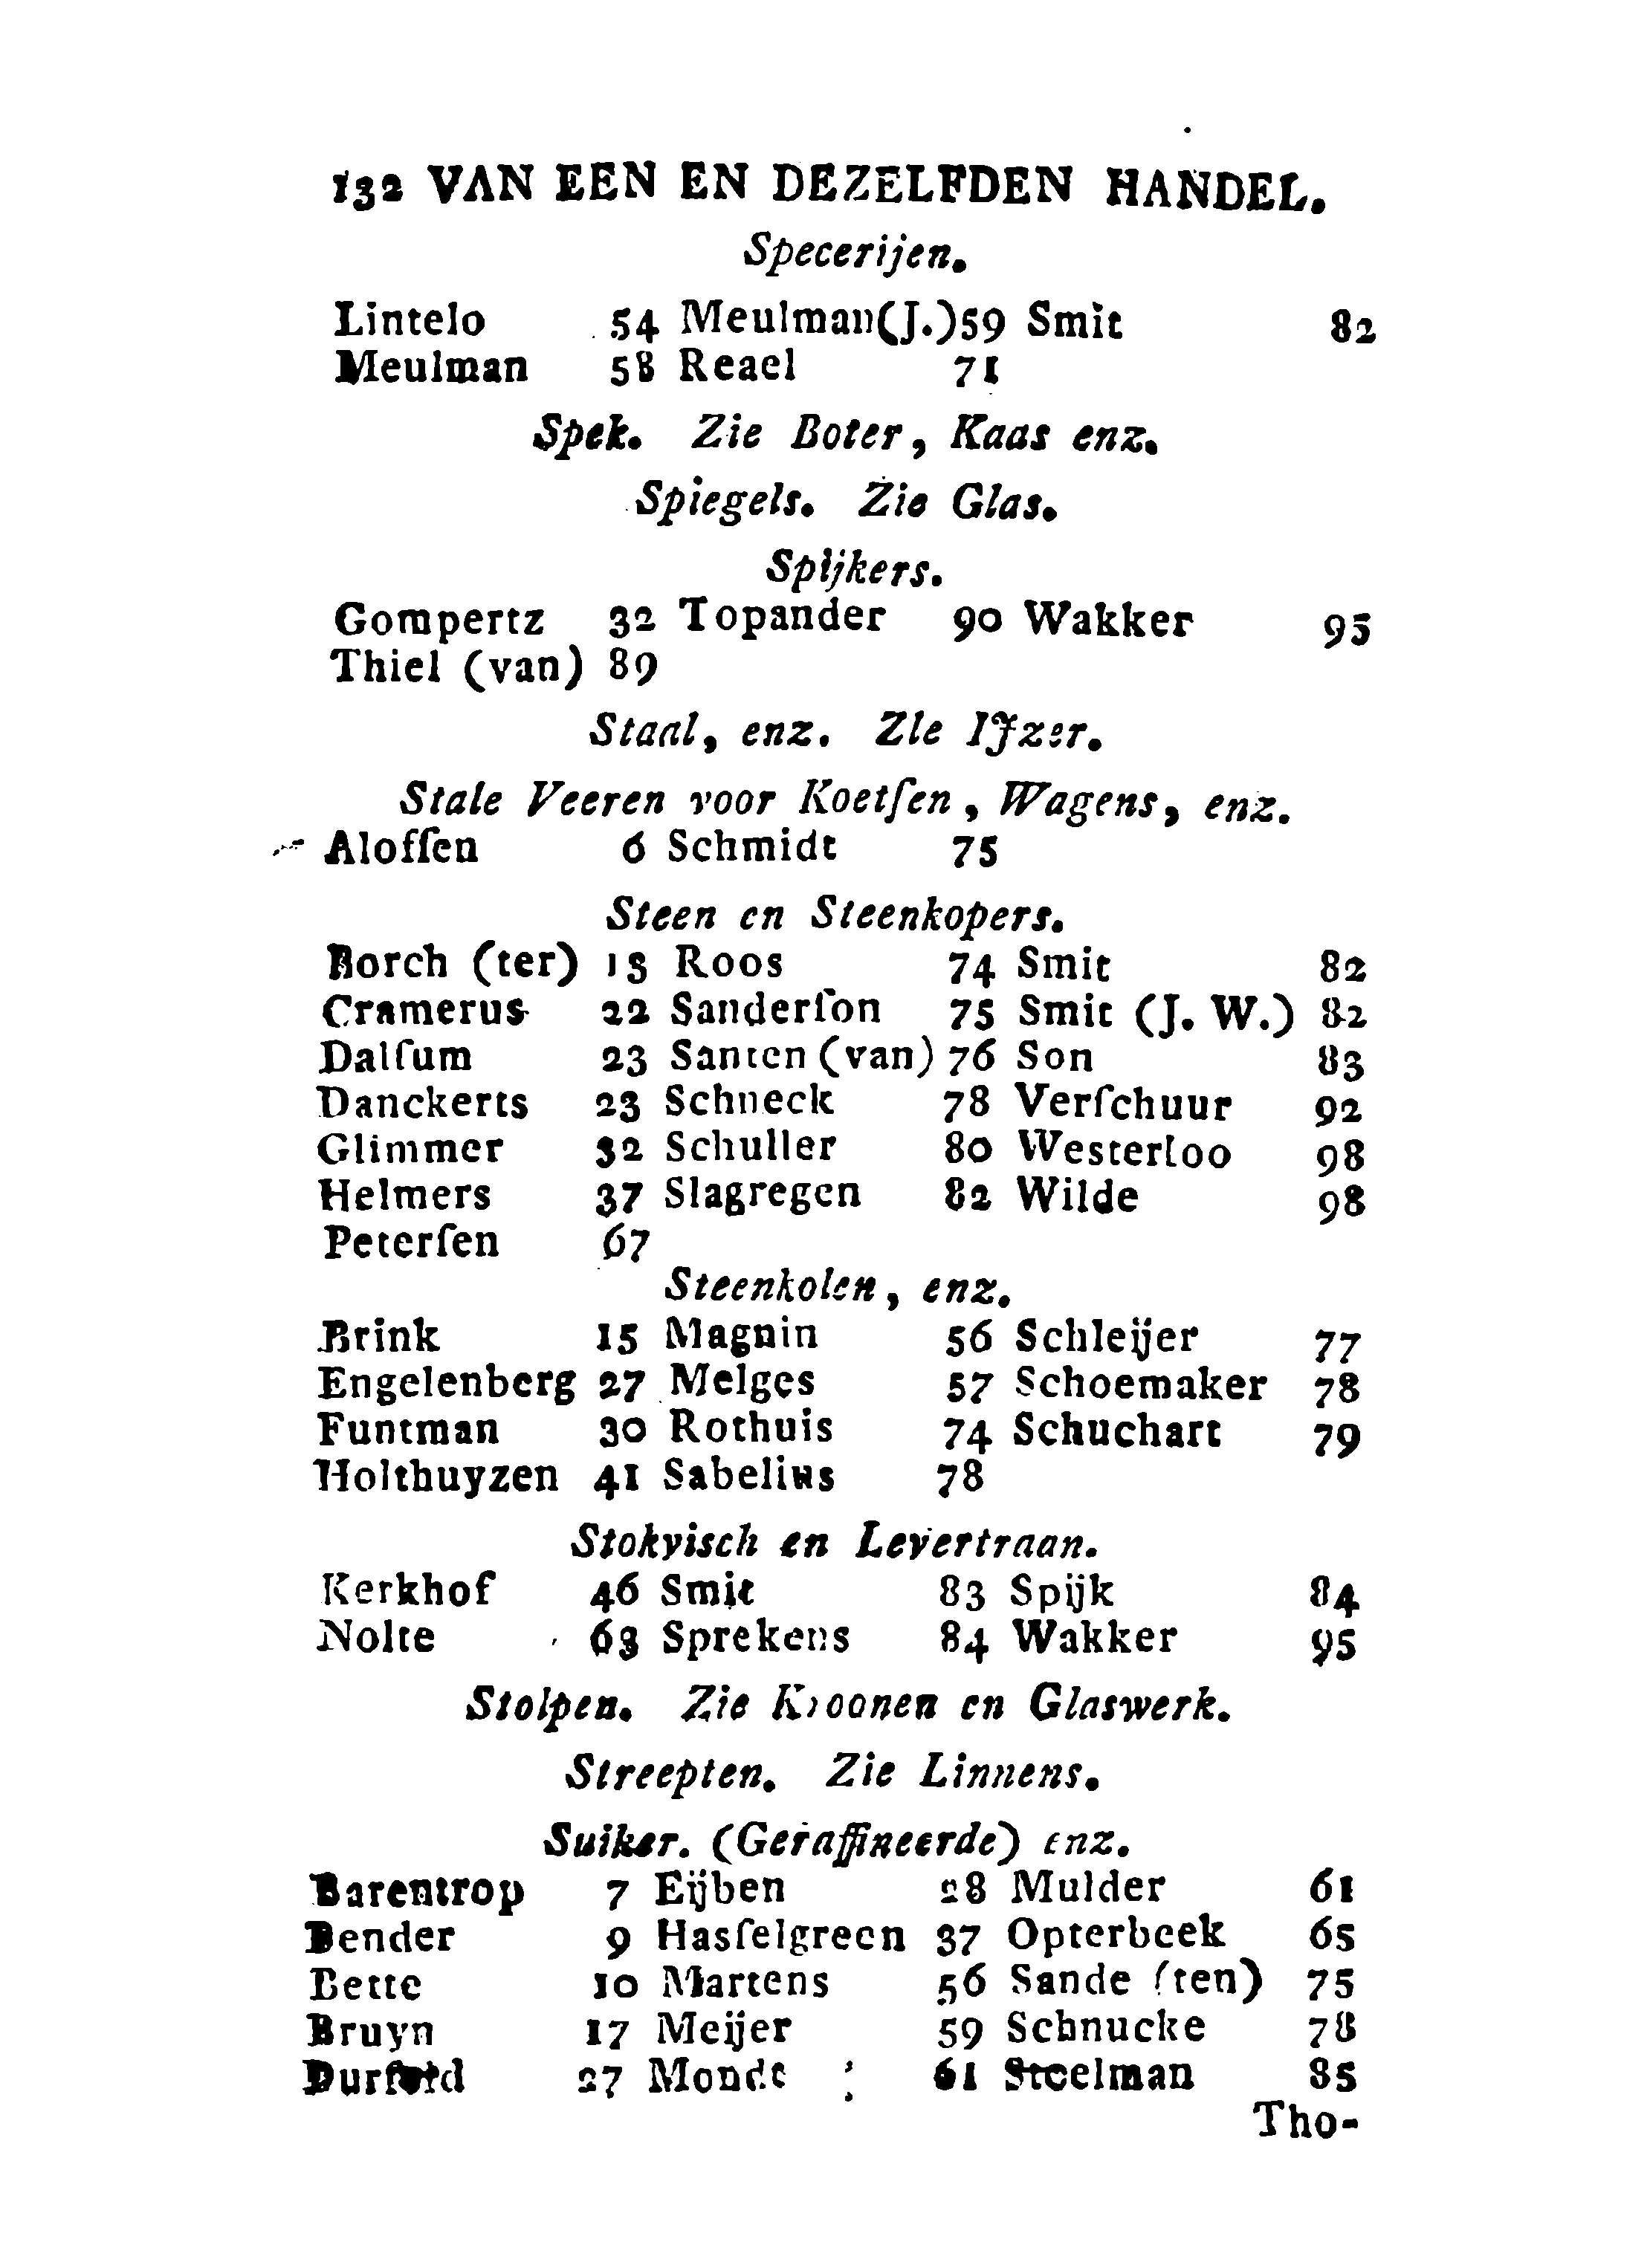 132 VAN EEN EN DEZELFDEN HANDEL.
Specerijen.
Lintelo 54 Meulman(J.)59 Smit 82
Meulman 58 Reael 71
Spek. Zie Boter, Kaas enz.
Spiegels. Zie Glas.
Spijkers.
Gompertz 32 Topander 90 Wakker 95
Thiel (van) 89
Staal, enz. Zie IJzer.
Stale Veeren voor Koetſen, Wagens, enz.
Aloſſen 6 Schmidt 75
Steen en Steenkopers.
Borch (ter) 13 Roos 74 Smit 82
Cramerus 22 Sanderſon 75 Smit (J. W.) 82
Dalſum 23 Santen (van) 76 Son 83
Danckerts 23 Schneck 78 Verſchuur 92
Glimmer 32 Schuller 80 Westerloo 98
Helmers 37 Slagregen 82 Wilde 98
Peterſen 67
Steenkolen, enz.
Brink 15 Magnin 56 Schleijer 77
Engelenberg 27 Melges 57 Schoemaker 78
Funtman 30 Rothuis 74 Schuchart 79
Holthuyzen 41 Sabelius 78
Stokvisch en Levertraan.
Kerkhof 46 Smit 83 Spijk 84
Nolte 63 Sprekens 84 Wakker 95
Stolpen. Zie Kroonen en Glaswerk.
Streepten. Zie Linnens.
Suiker. (Geraffineerde) enz.
Barentrop 7 Eijben 28 Mulder 61
Bender 9 Hasſelgreen 37 Opterbeek 65
Bette 10 Martens 56 Sande (ten) 75
Bruyn 17 Meijer 59 Schnucke 78
27 Mondt 61 Steelman 85
Tho-